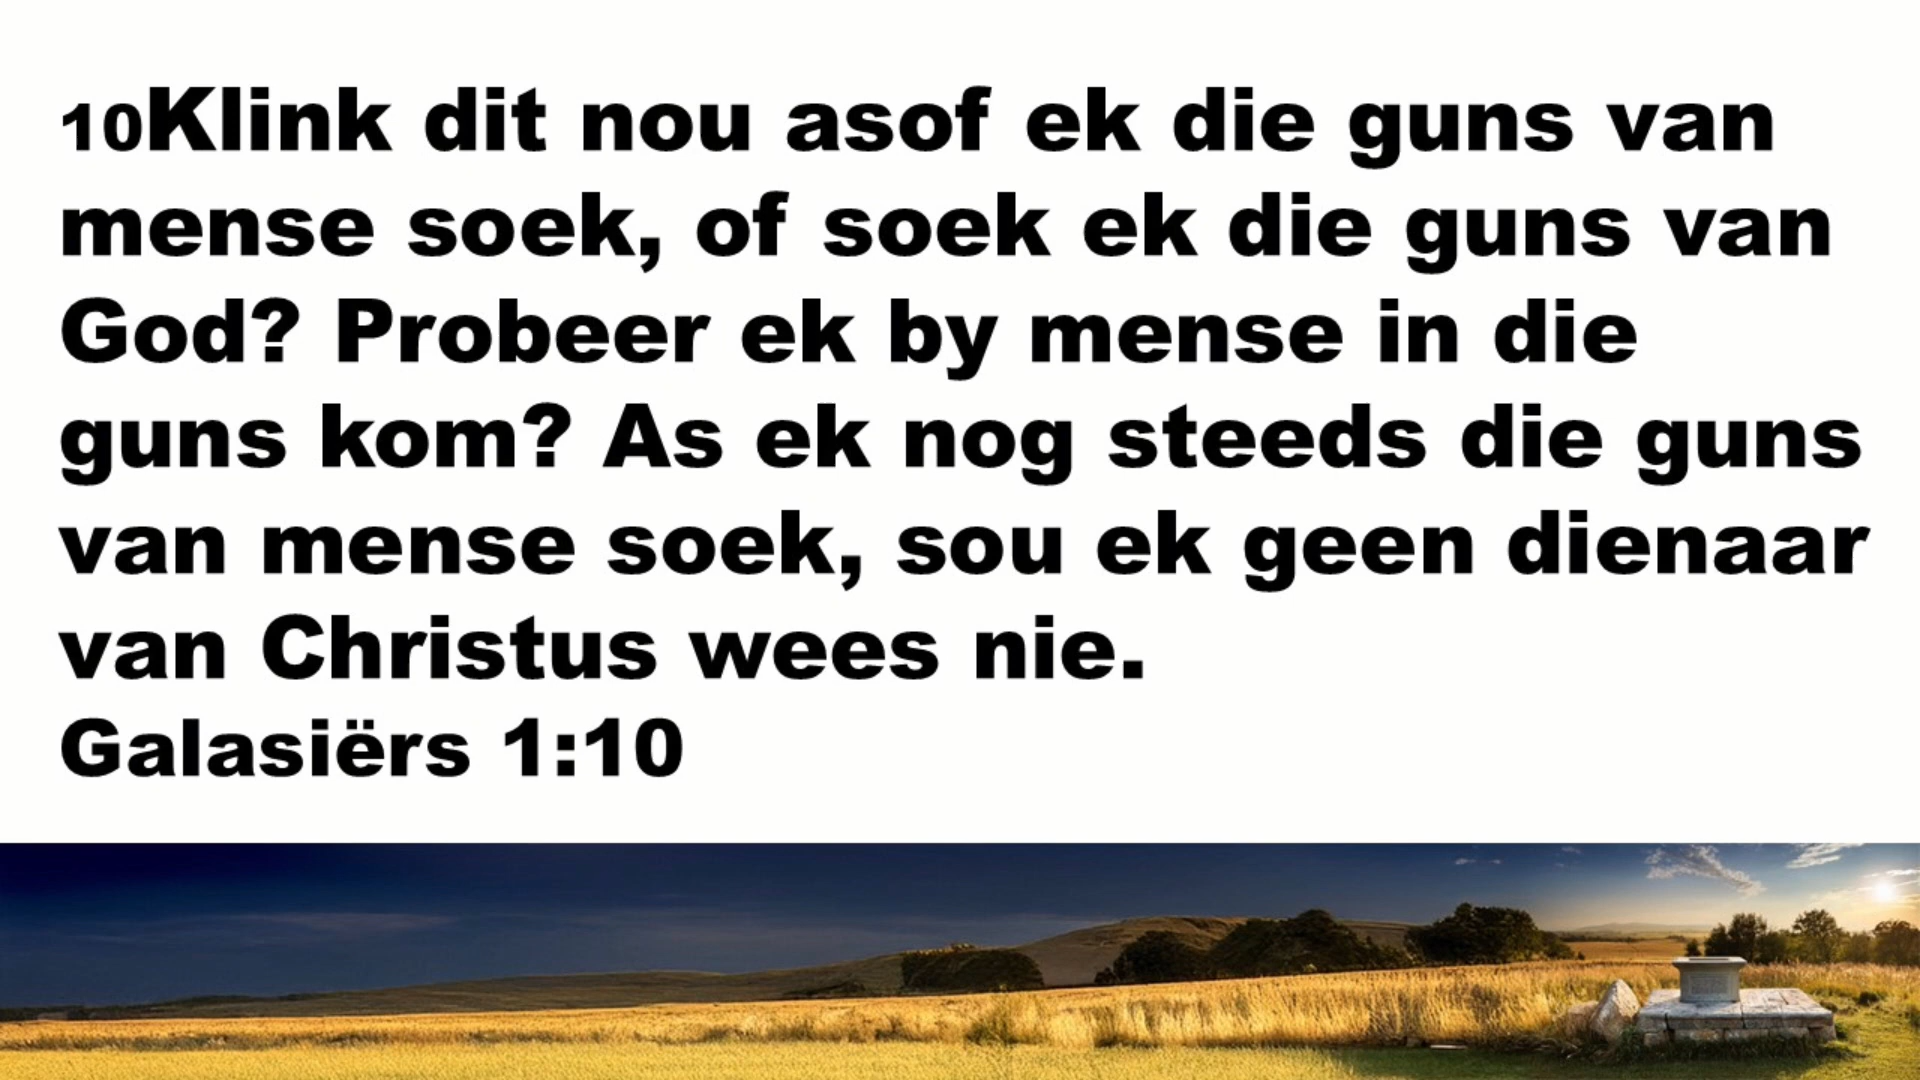 10Klink dit nou asof ek die guns van
mense soek, of soek ek die guns van
God? Probeer ek by mense in die
guns kom? As ek nog steeds die guns
van mense soek, sou ek geen dienaar
van Christus wees nie.
Galasiërs 1:10